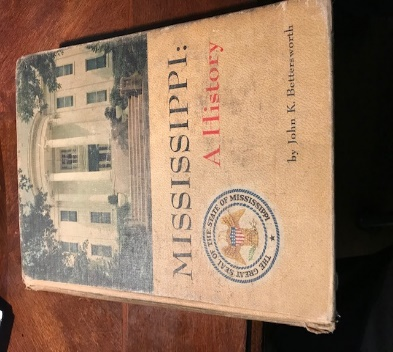 MISSISSIPPI:
A History
by John K. Bettersworth
THE GREAT SEAL OF THE STATE OF MISSISSIPPI